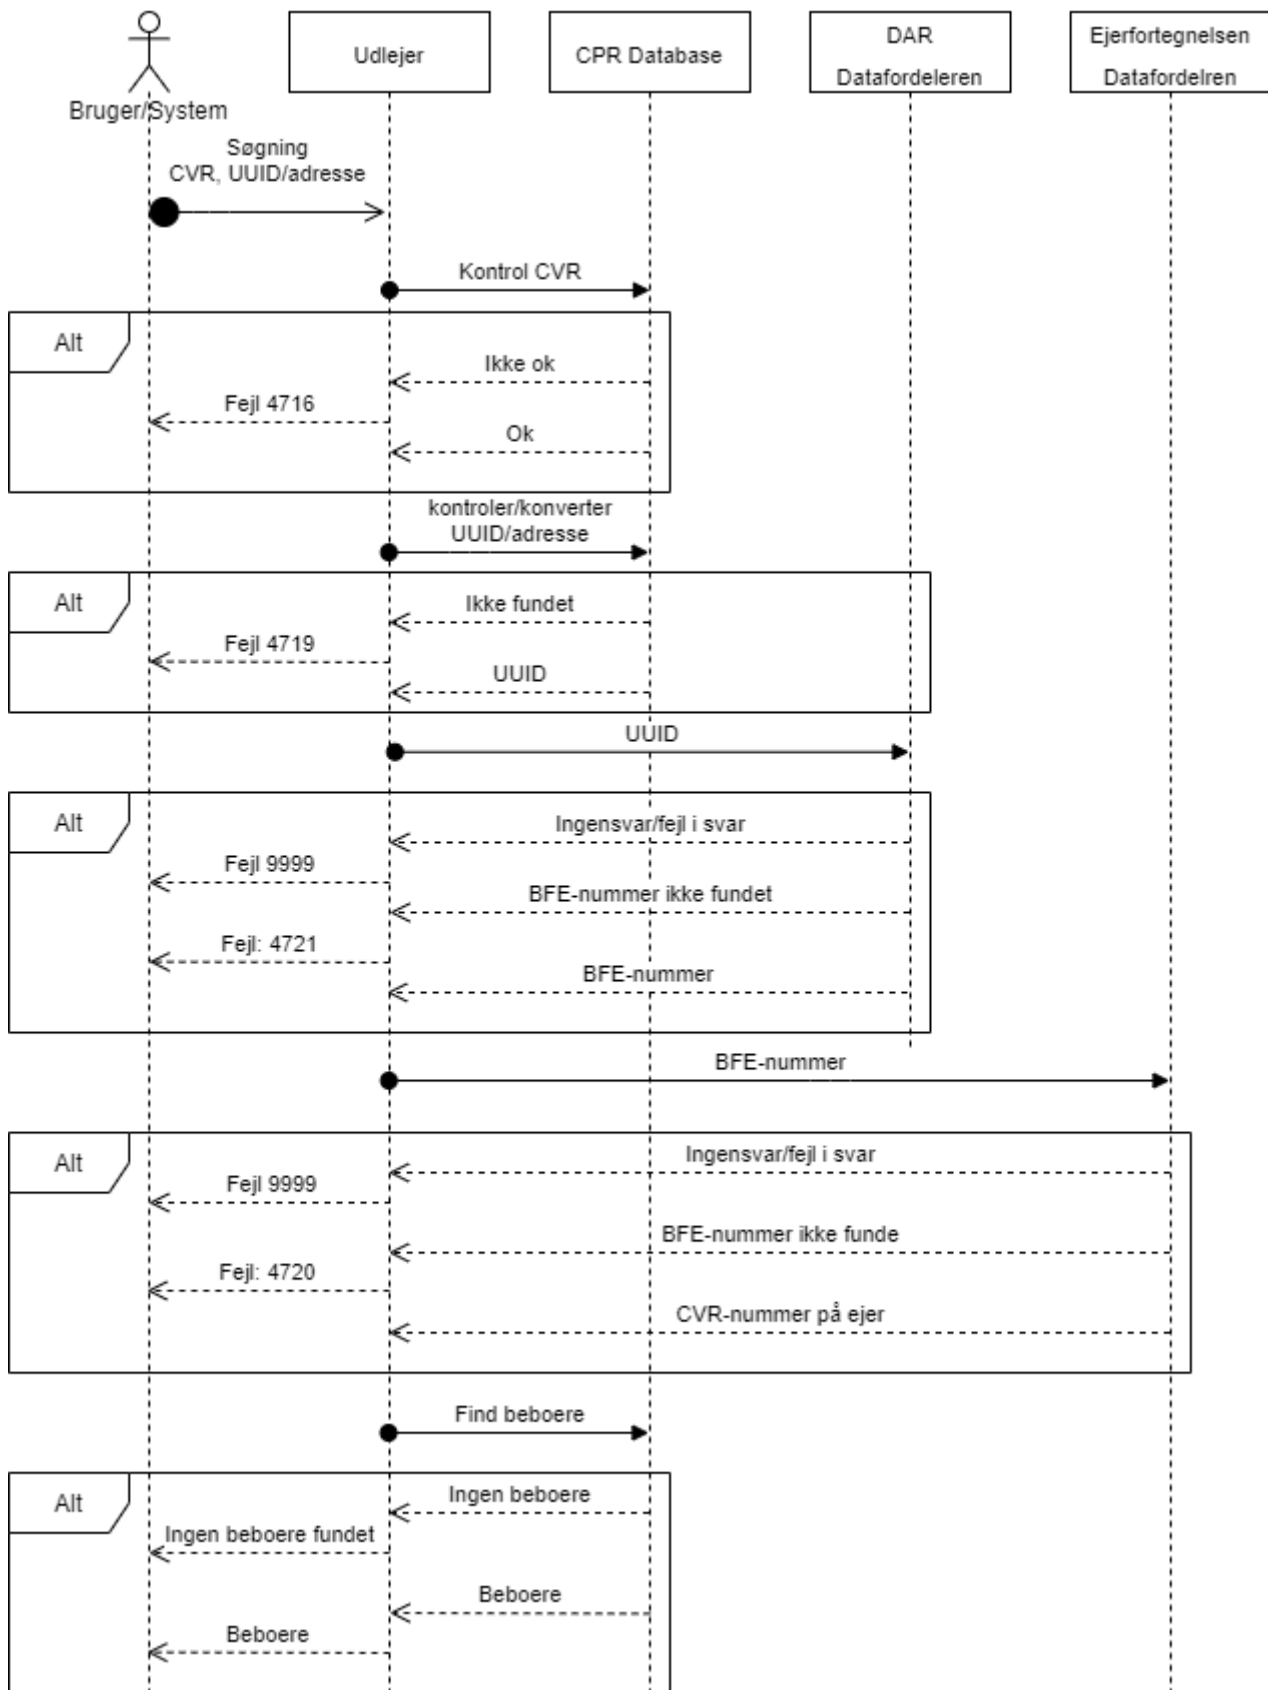 Bruger/System
Udlejer
CPR Database
DAR
Datafordeleren
Ejerfortegnelsen
Datafordelren
Søgning
CVR, UUID/adresse
Kontrol CVR
Alt
Ikke ok
Fejl 4716
Ok
kontroler/konverter
UUID/adresse
Alt
Ikke fundet
Fejl 4719
UUID
UUID
Alt
Ingensvar/fejl i svar
Fejl 9999
BFE-nummer ikke fundet
Fejl: 4721
BFE-nummer
BFE-nummer
Alt
Ingensvar/fejl i svar
Fejl 9999
BFE-nummer ikke funde
Fejl: 4720
CVR-nummer på ejer
Find beboere
Alt
Ingen beboere
Ingen beboere fundet
Beboere
Beboere